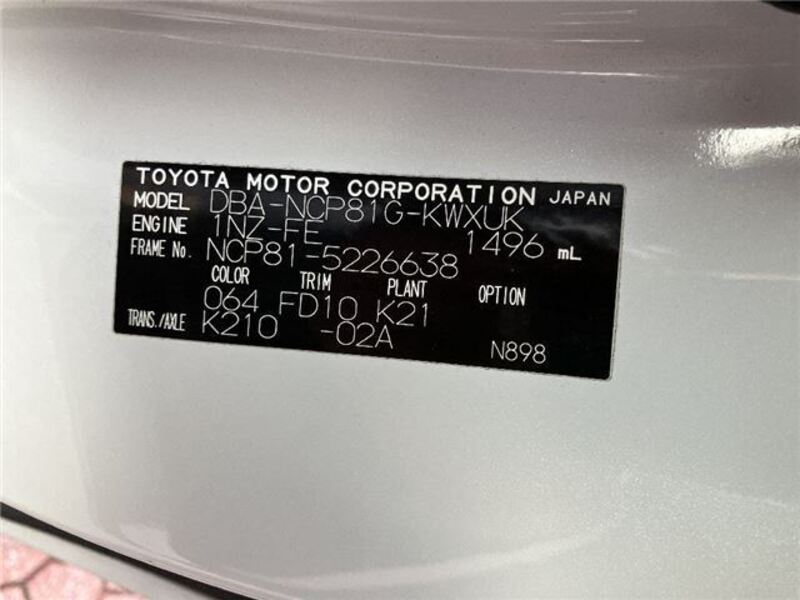 TOYOTA MOTOR CORPORATION JAPAN
MODEL DBA-NCP81G-KWXUK
ENGINE 1NZ-FE 1496 mL
FRAME No. NCP81-5226638
COLOR TRIM PLANT OPTION
064 FD10 K21
TRANS./AXLE K210 -02A
N898